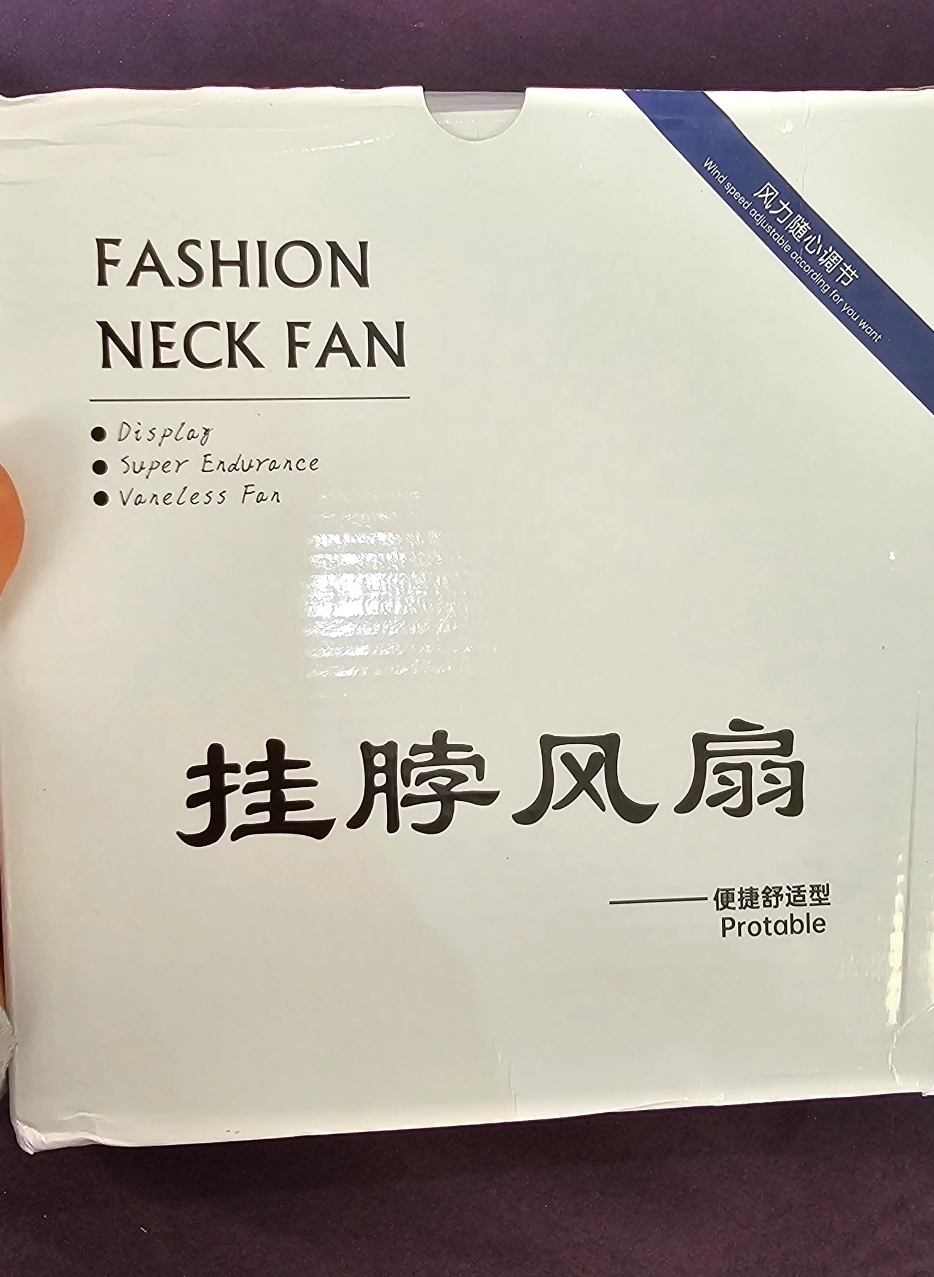 风力随心调节
Wind speed adjustable according for you want
FASHION
NECK FAN
Display
Super Endurance
Vaneless Fan
挂脖风扇
便捷舒适型
Protable